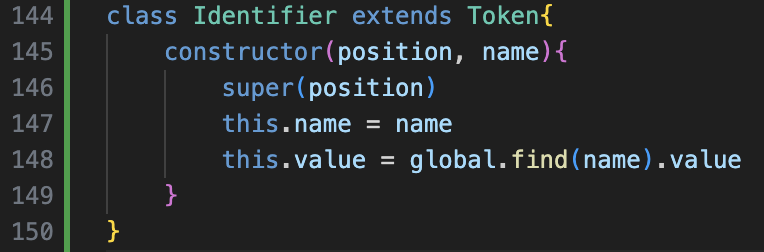 144 class Identifier extends Token{
145 constructor(position, name){
146 super(position)
147 this.name = name
148 this.value = global.find(name).value
149 }
150 }